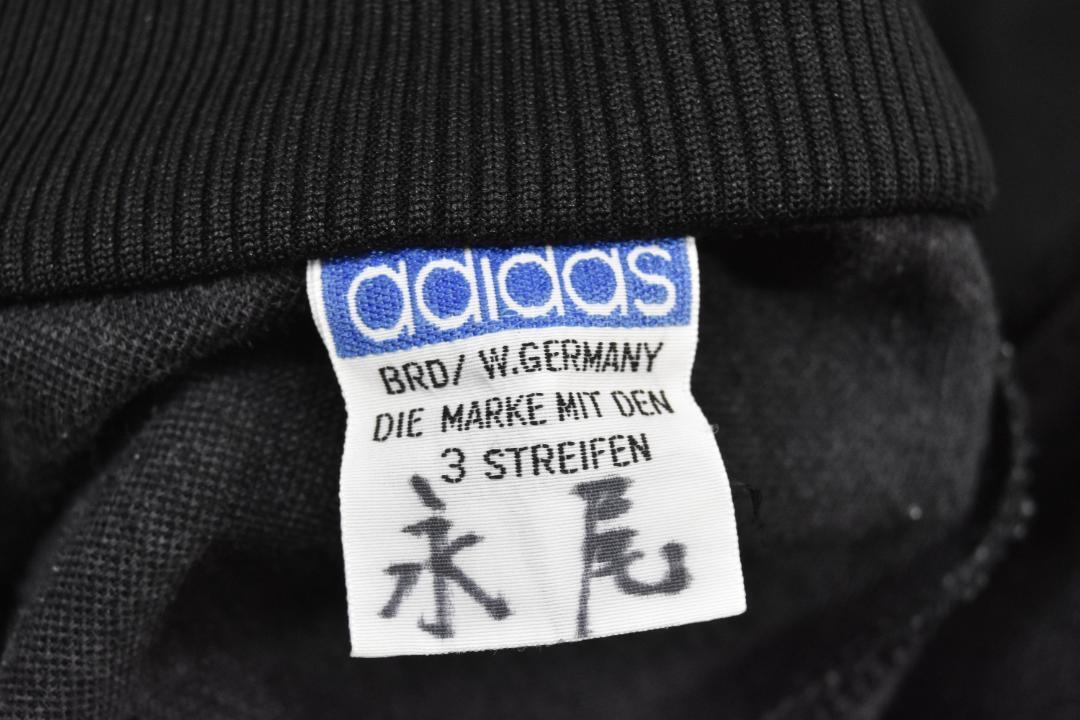 adidas
BRD/ W.GERMANY
DIE MARKE MIT DEN
3 STREIFEN
永尾